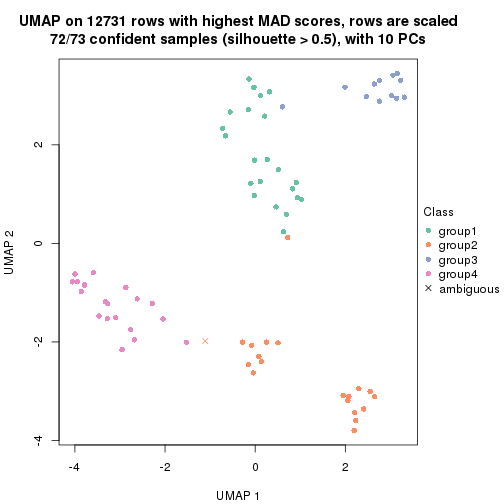 UMAP on 12731 rows with highest MAD scores, rows are scaled
72/73 confident samples (silhouette > 0.5), with 10 PCs
UMAP 2
2
0
-2
-4
-4
-2
0
2
UMAP 1
Class
group1
group2
group3
group4
ambiguous